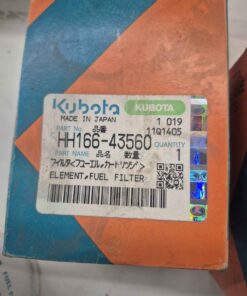 Kubota KUBOTA
MADE IN JAPAN 1 019
PART No. 品番 11Q1405
HH166-43560 QUANTITY
PART NAME 品名 数量 1
フィルタ(フューエル,カートリッジ>
ELEMENT,FUEL FILTER